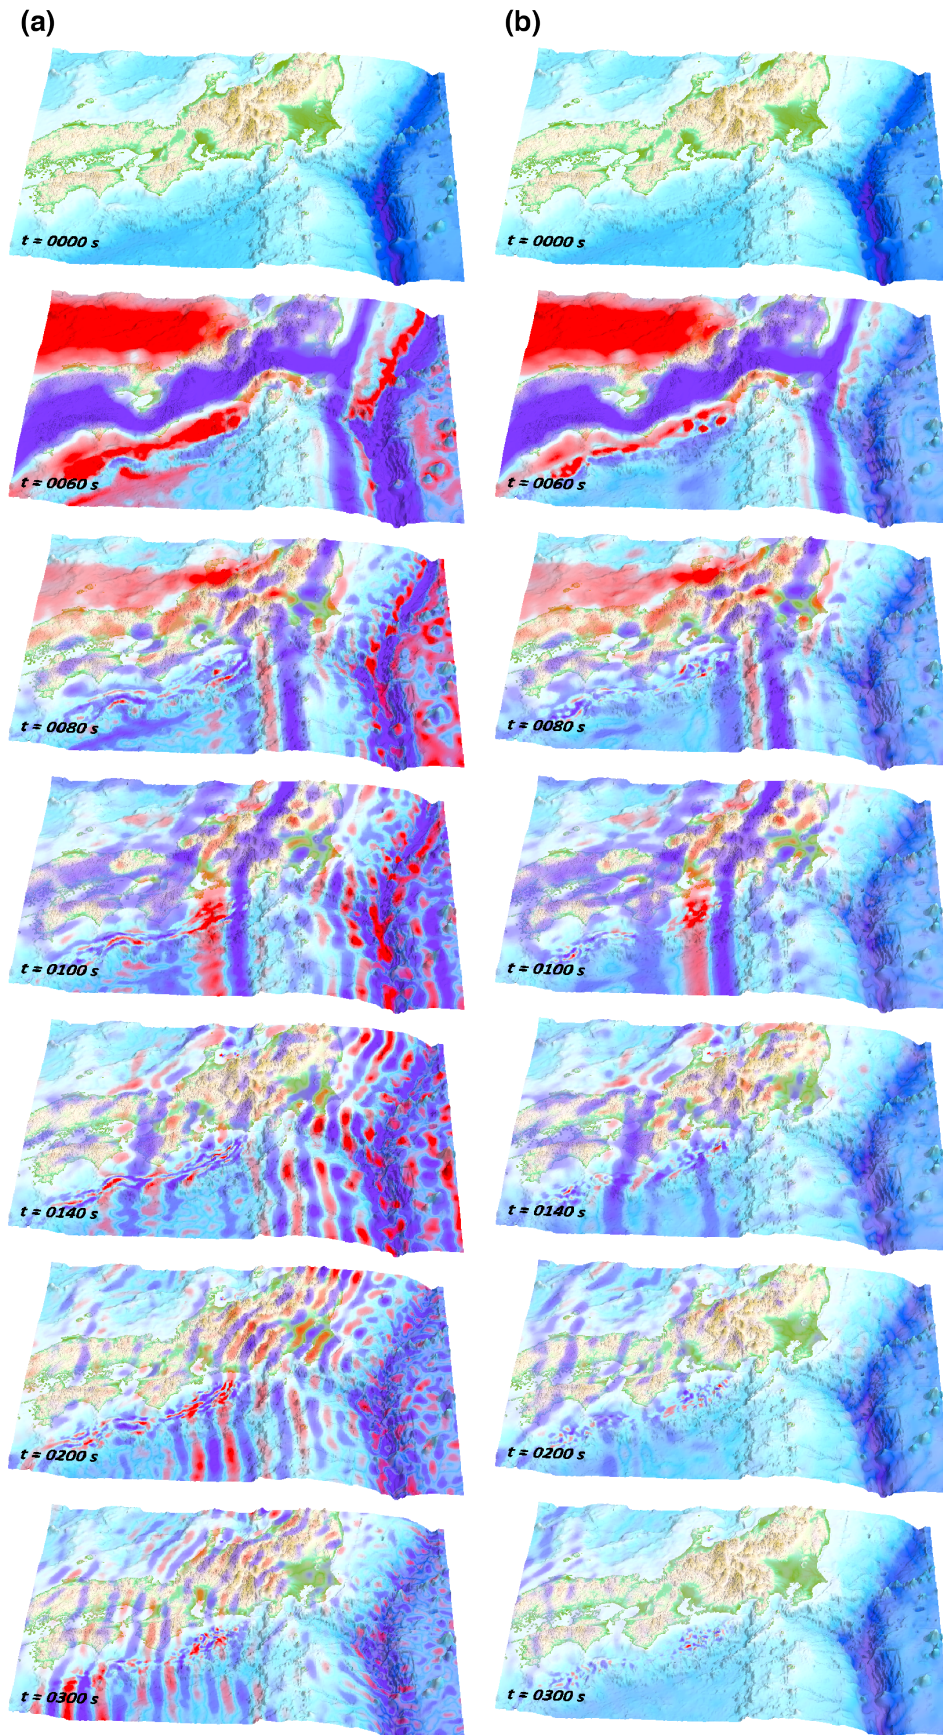 (a) (b)
t = 0000 s t = 0000 s
t = 0060 s t = 0060 s
t = 0080 s t = 0080 s
t = 0100 s t = 0100 s
t = 0140 s t = 0140 s
t = 0200 s t = 0200 s
t = 0300 s t = 0300 s